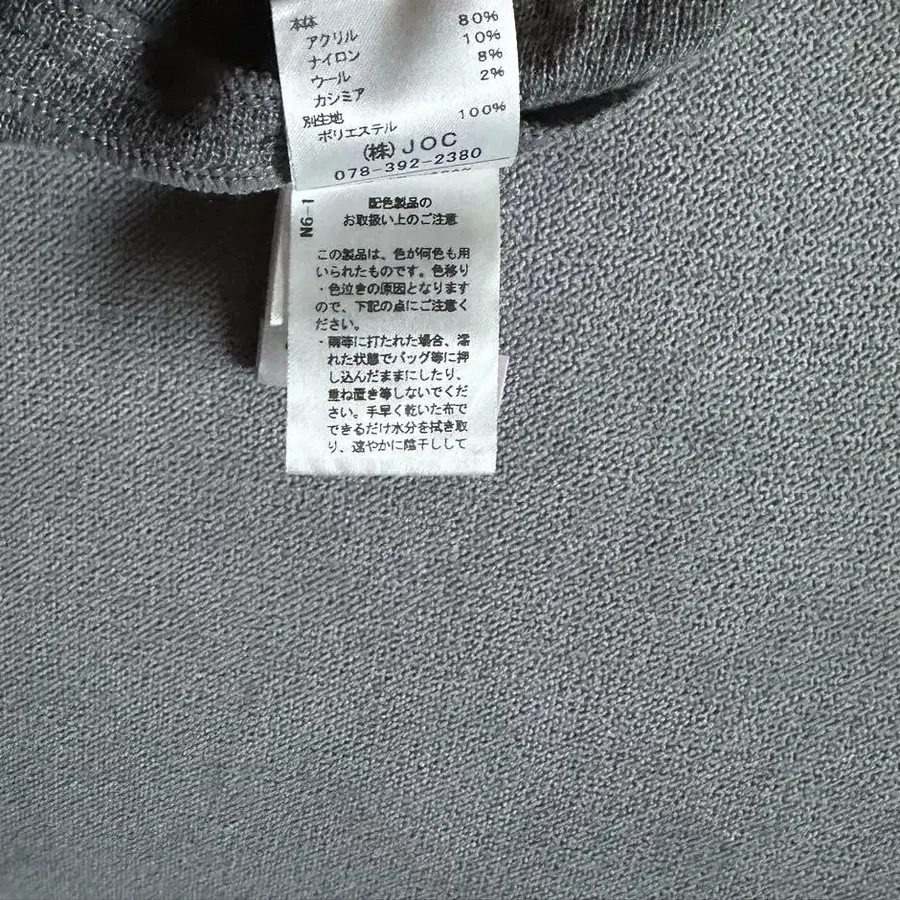 本体
アクリル 80%
ナイロン 10%
ウール 8%
カシミア 2%
別生地
ポリエステル 100%
(株)JOC
078-392-2380
N6-1
配色製品の
お取扱い上のご注意
この製品は、色が何色も用
いられたものです。色移り
・色泣きの原因となります
ので、下記の点にご注意く
ださい。
・雨等に打たれた場合、濡
れた状態でバッグ等に押
し込んだままにしたり、
重ね置き等しないでくだ
さい。手早く乾いた布で
できるだけ水分を拭き取
り、速やかに陰干しして